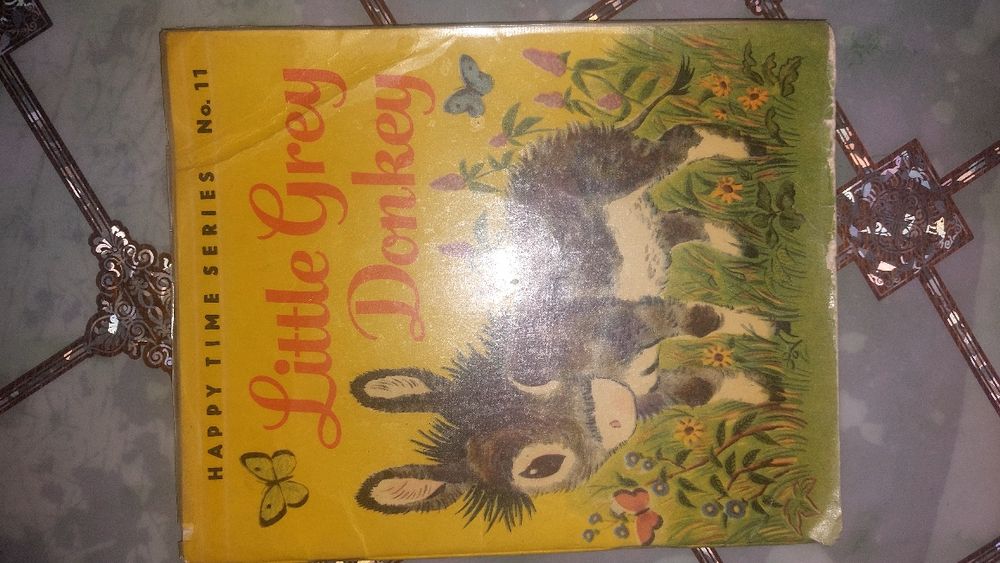 HAPPY TIME SERIES No. 11
Little Grey
Donkey